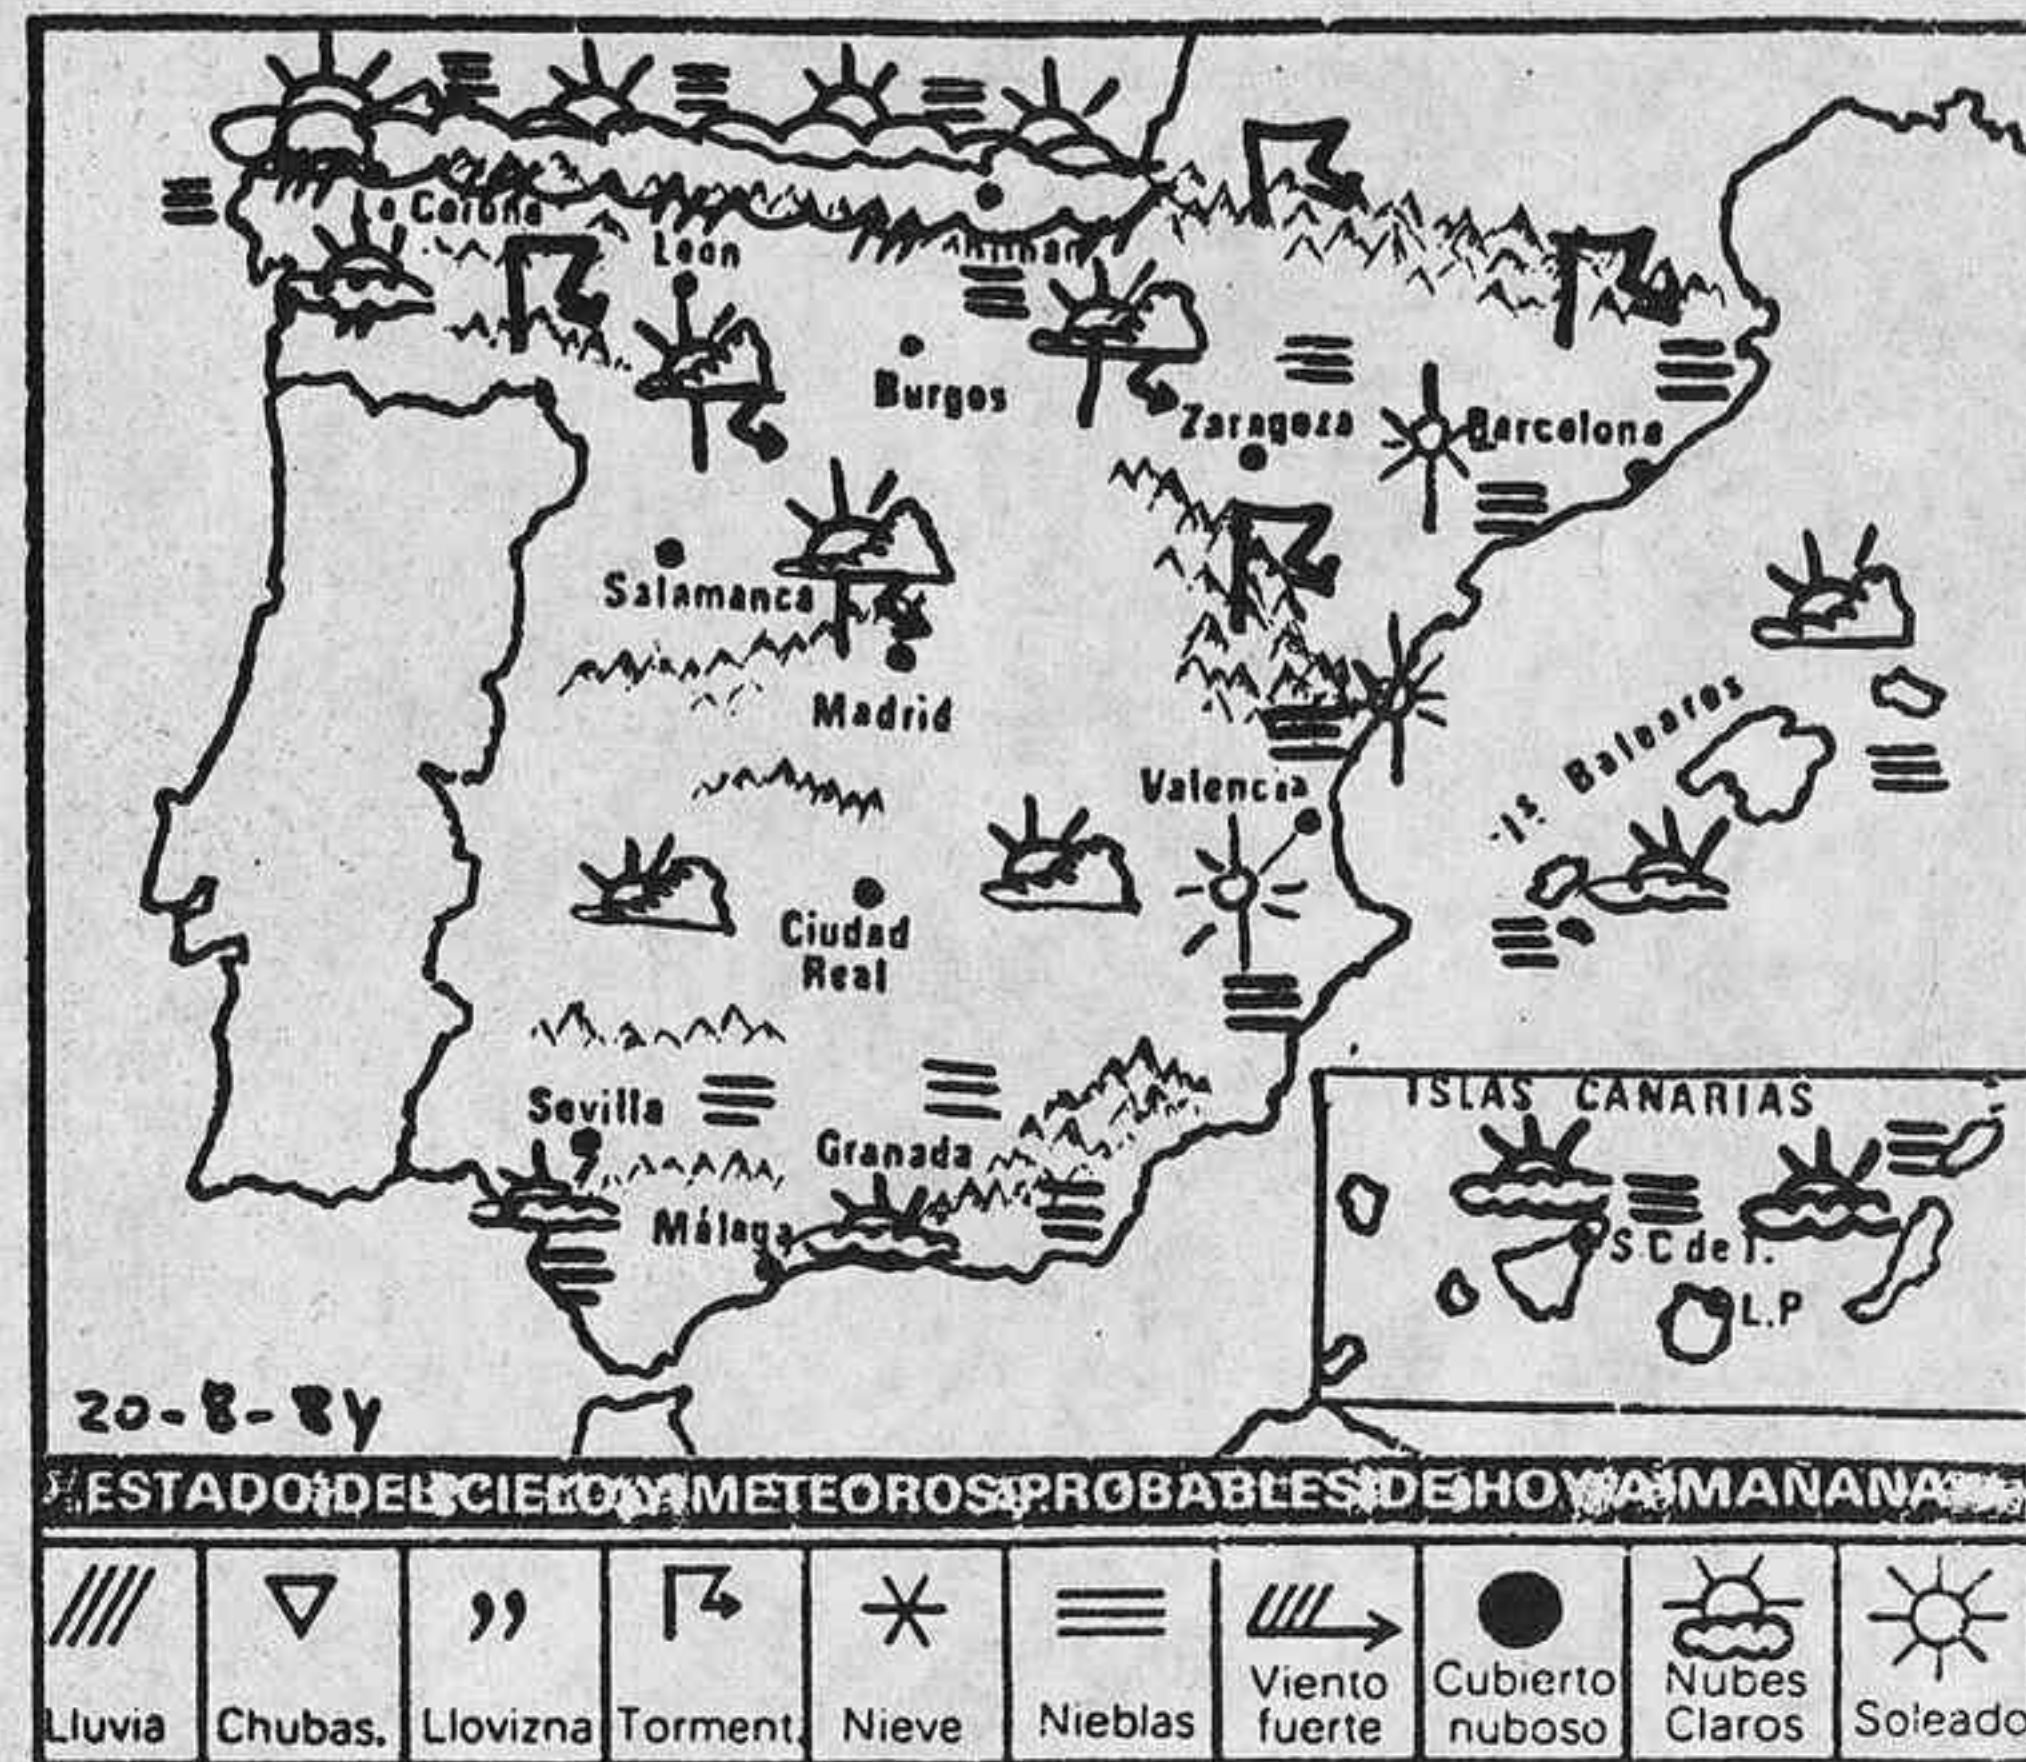 La Coruña
León
Burgos
Zaragoza
Barcelona
Salamanca
Madrid
Is. Baleares
Valencia
Ciudad
Real
Sevilla
Granada
Málaga
ISLAS CANARIAS
S C de T.
L.P
20-8-84
ESTADO DEL CIELO Y METEOROS PROBABLES DE HOY A MAÑANA
Lluvia
Chubas.
Llovizna
Torment.
Nieve
Nieblas
Viento
fuerte
Cubierto
nuboso
Nubes
Claros
Soleado